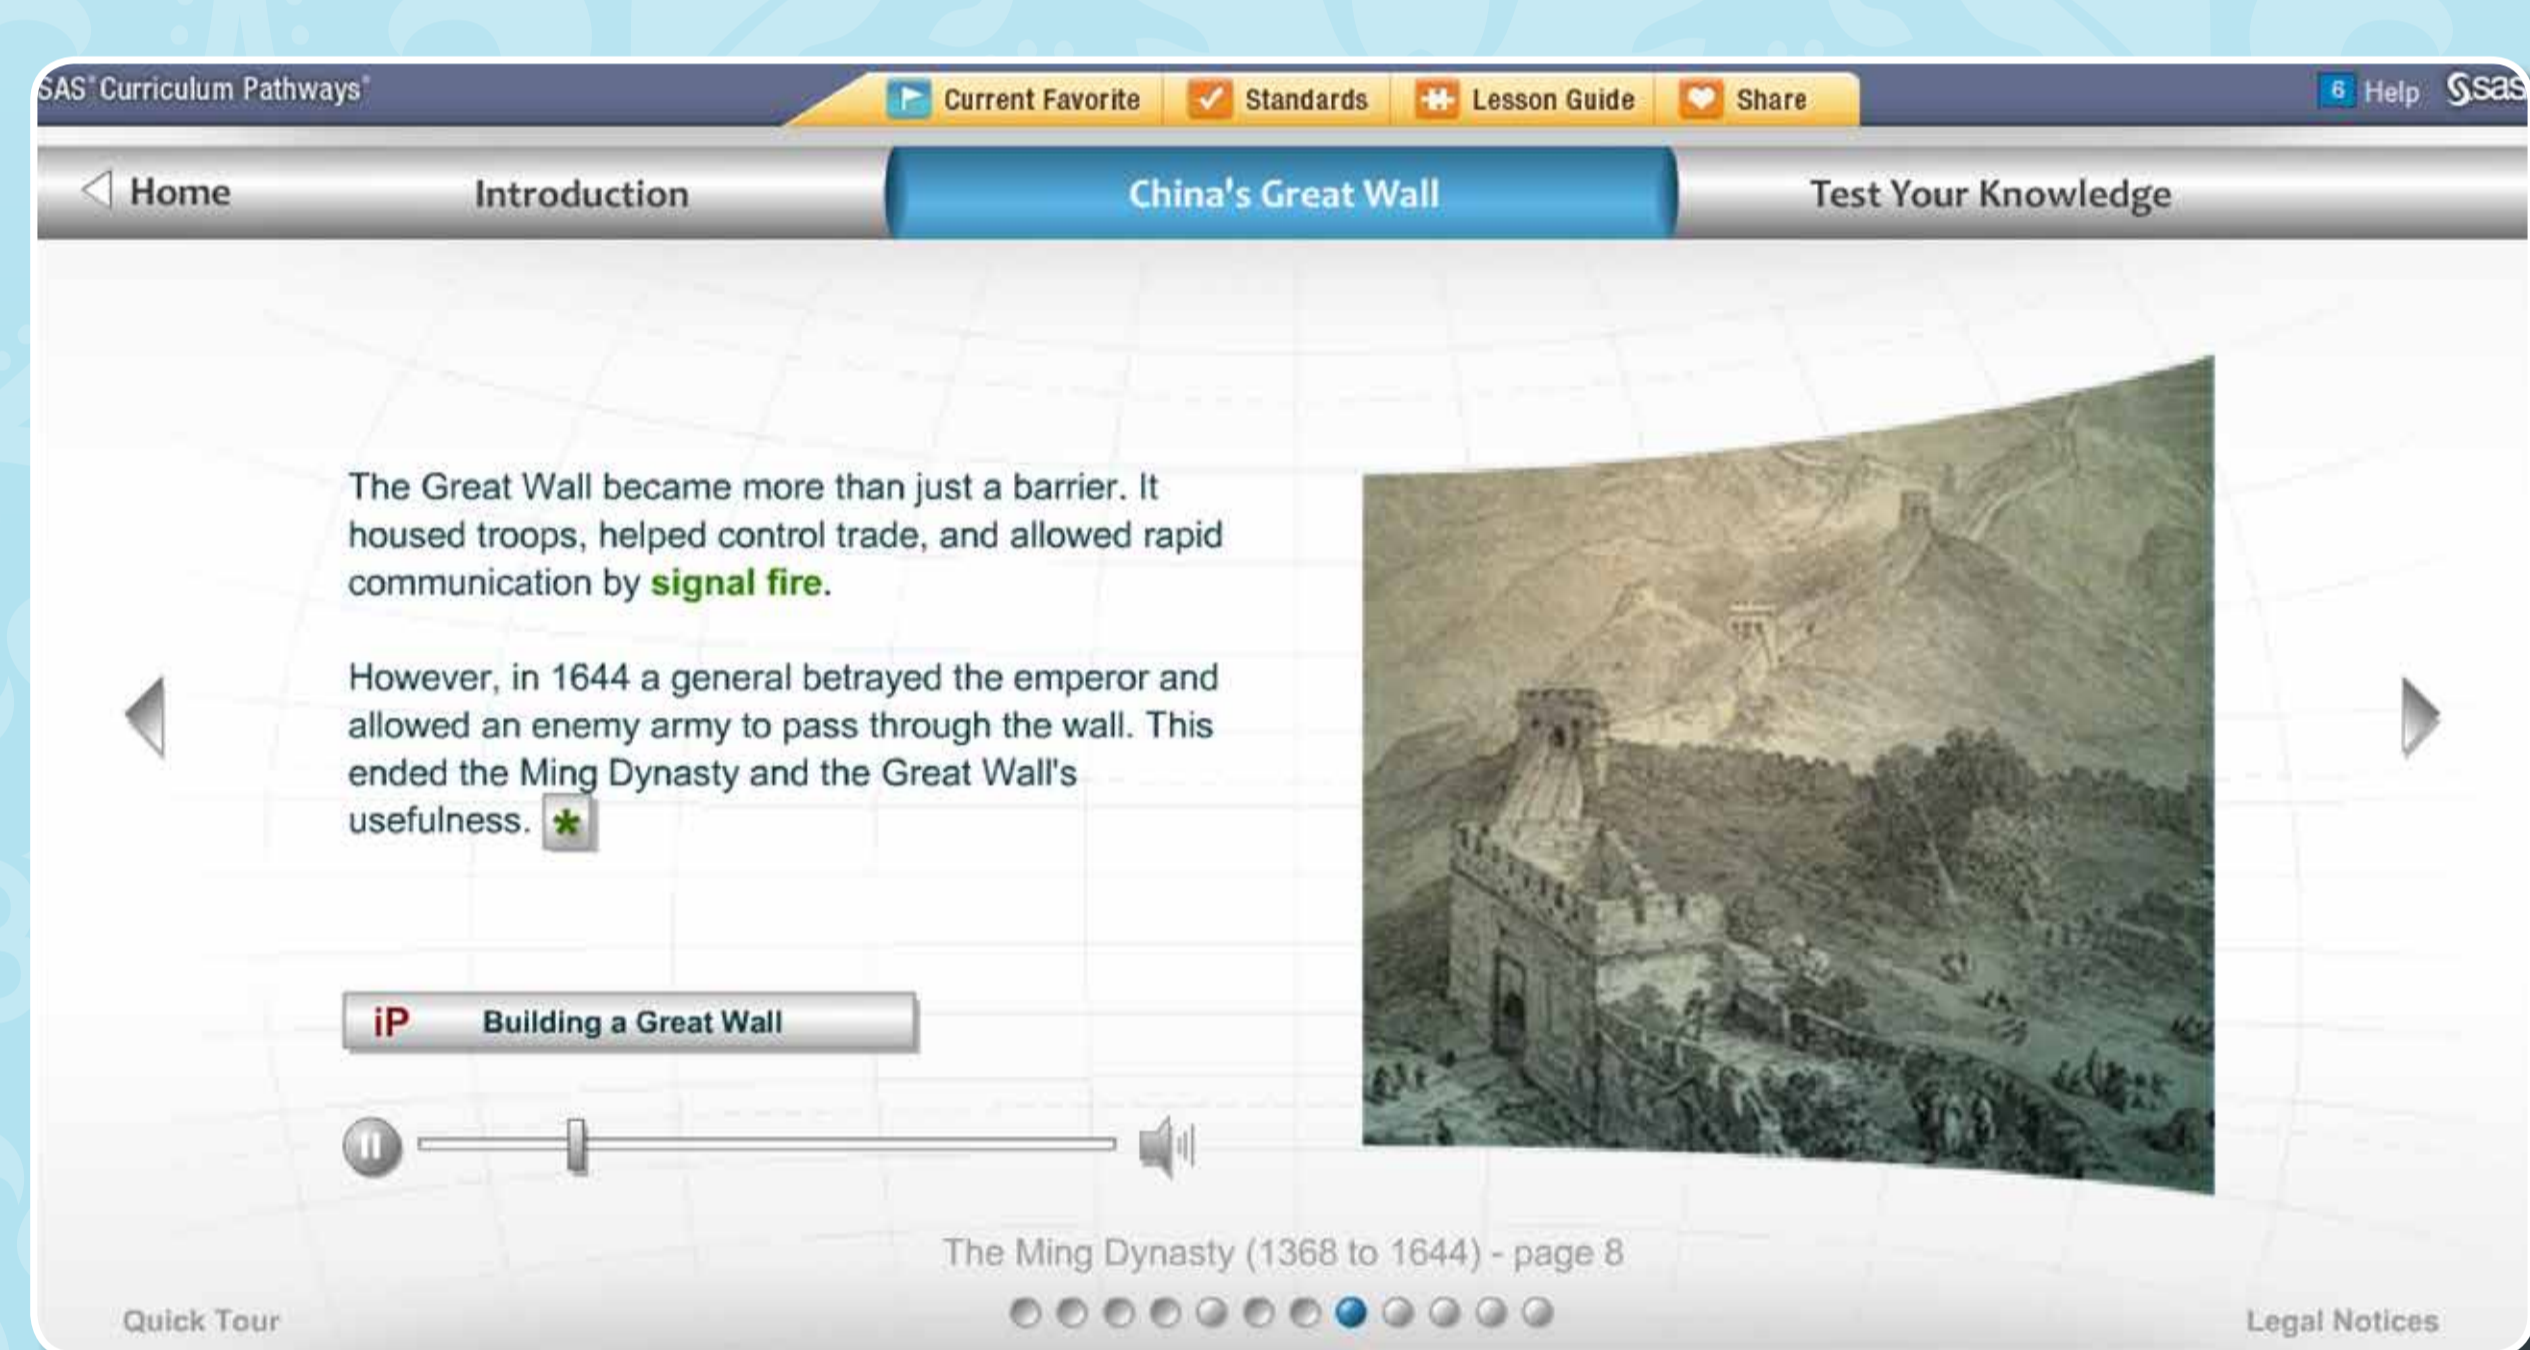 SAS® Curriculum Pathways®
Current Favorite
Standards
Lesson Guide
Share
6 Help
sas
Home
Introduction
China's Great Wall
Test Your Knowledge
The Great Wall became more than just a barrier. It
housed troops, helped control trade, and allowed rapid
communication by signal fire.
However, in 1644 a general betrayed the emperor and
allowed an enemy army to pass through the wall. This
ended the Ming Dynasty and the Great Wall's
usefulness. *
iP Building a Great Wall
The Ming Dynasty (1368 to 1644) - page 8
Quick Tour
Legal Notices